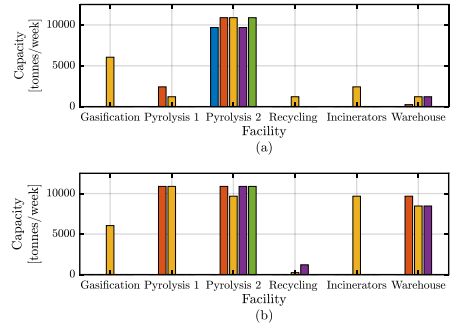 Capacity
[tonnes/week]
10000
5000
0
Gasification Pyrolysis 1 Pyrolysis 2 Recycling Incinerators Warehouse
Facility
(a)
Capacity
[tonnes/week]
10000
5000
0
Gasification Pyrolysis 1 Pyrolysis 2 Recycling Incinerators Warehouse
Facility
(b)